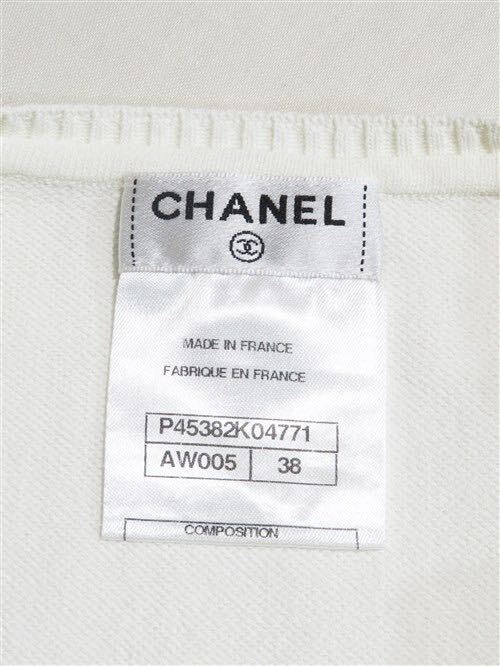 CHANEL
MADE IN FRANCE
FABRIQUE EN FRANCE
P45382K04771
AW005 38
COMPOSITION